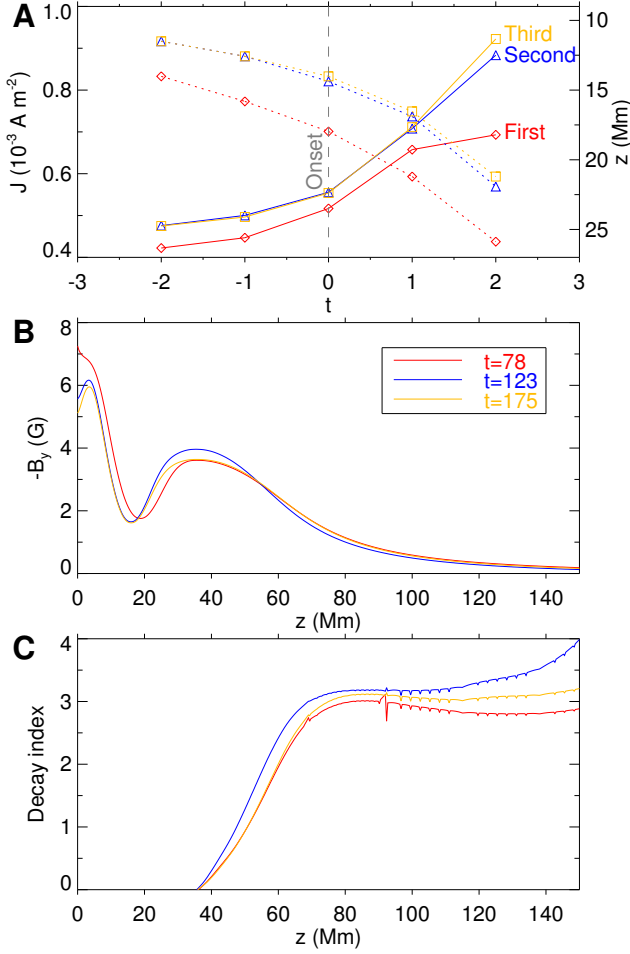 A
1.0
0.8
0.6
0.4
J (10⁻³ A m⁻²)
10
15
20
25
z (Mm)
Third
Second
First
Onset
-3 -2 -1 0 1 2 3
t
B
8
6
4
2
0
-Bᵧ (G)
t=78
t=123
t=175
0 20 40 60 80 100 120 140
z (Mm)
C
4
3
2
1
0
Decay index
0 20 40 60 80 100 120 140
z (Mm)